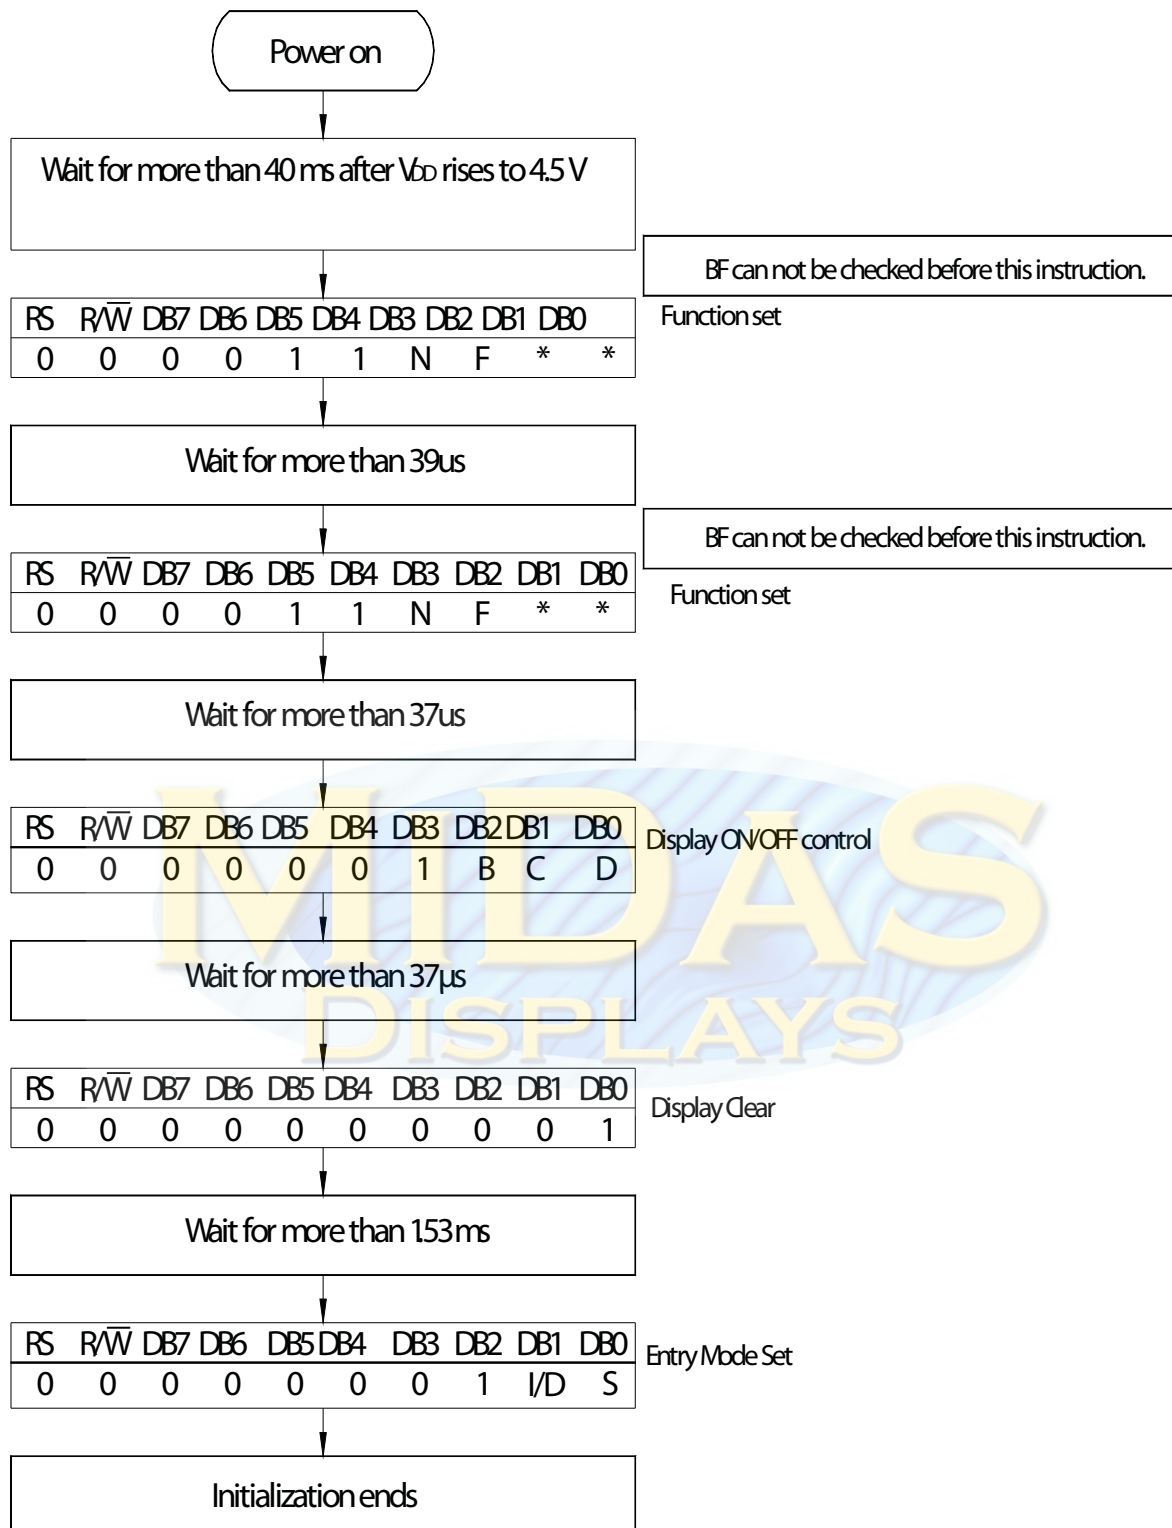 Power on
Wait for more than 40 ms after VDD rises to 4.5 V
BF can not be checked before this instruction.
RS R/W̅ DB7 DB6 DB5 DB4 DB3 DB2 DB1 DB0
Function set
0 0 0 0 1 1 N F * *
Wait for more than 39us
BF can not be checked before this instruction.
RS R/W̅ DB7 DB6 DB5 DB4 DB3 DB2 DB1 DB0
Function set
0 0 0 0 1 1 N F * *
Wait for more than 37us
RS R/W̅ DB7 DB6 DB5 DB4 DB3 DB2 DB1 DB0
Display ON/OFF control
0 0 0 0 0 0 1 B C D
MIDAS
Wait for more than 37µs
DISPLAYS
RS R/W̅ DB7 DB6 DB5 DB4 DB3 DB2 DB1 DB0
Display Clear
0 0 0 0 0 0 0 0 0 1
Wait for more than 1.53 ms
RS R/W̅ DB7 DB6 DB5 DB4 DB3 DB2 DB1 DB0
Entry Mode Set
0 0 0 0 0 0 0 1 I/D S
Initialization ends